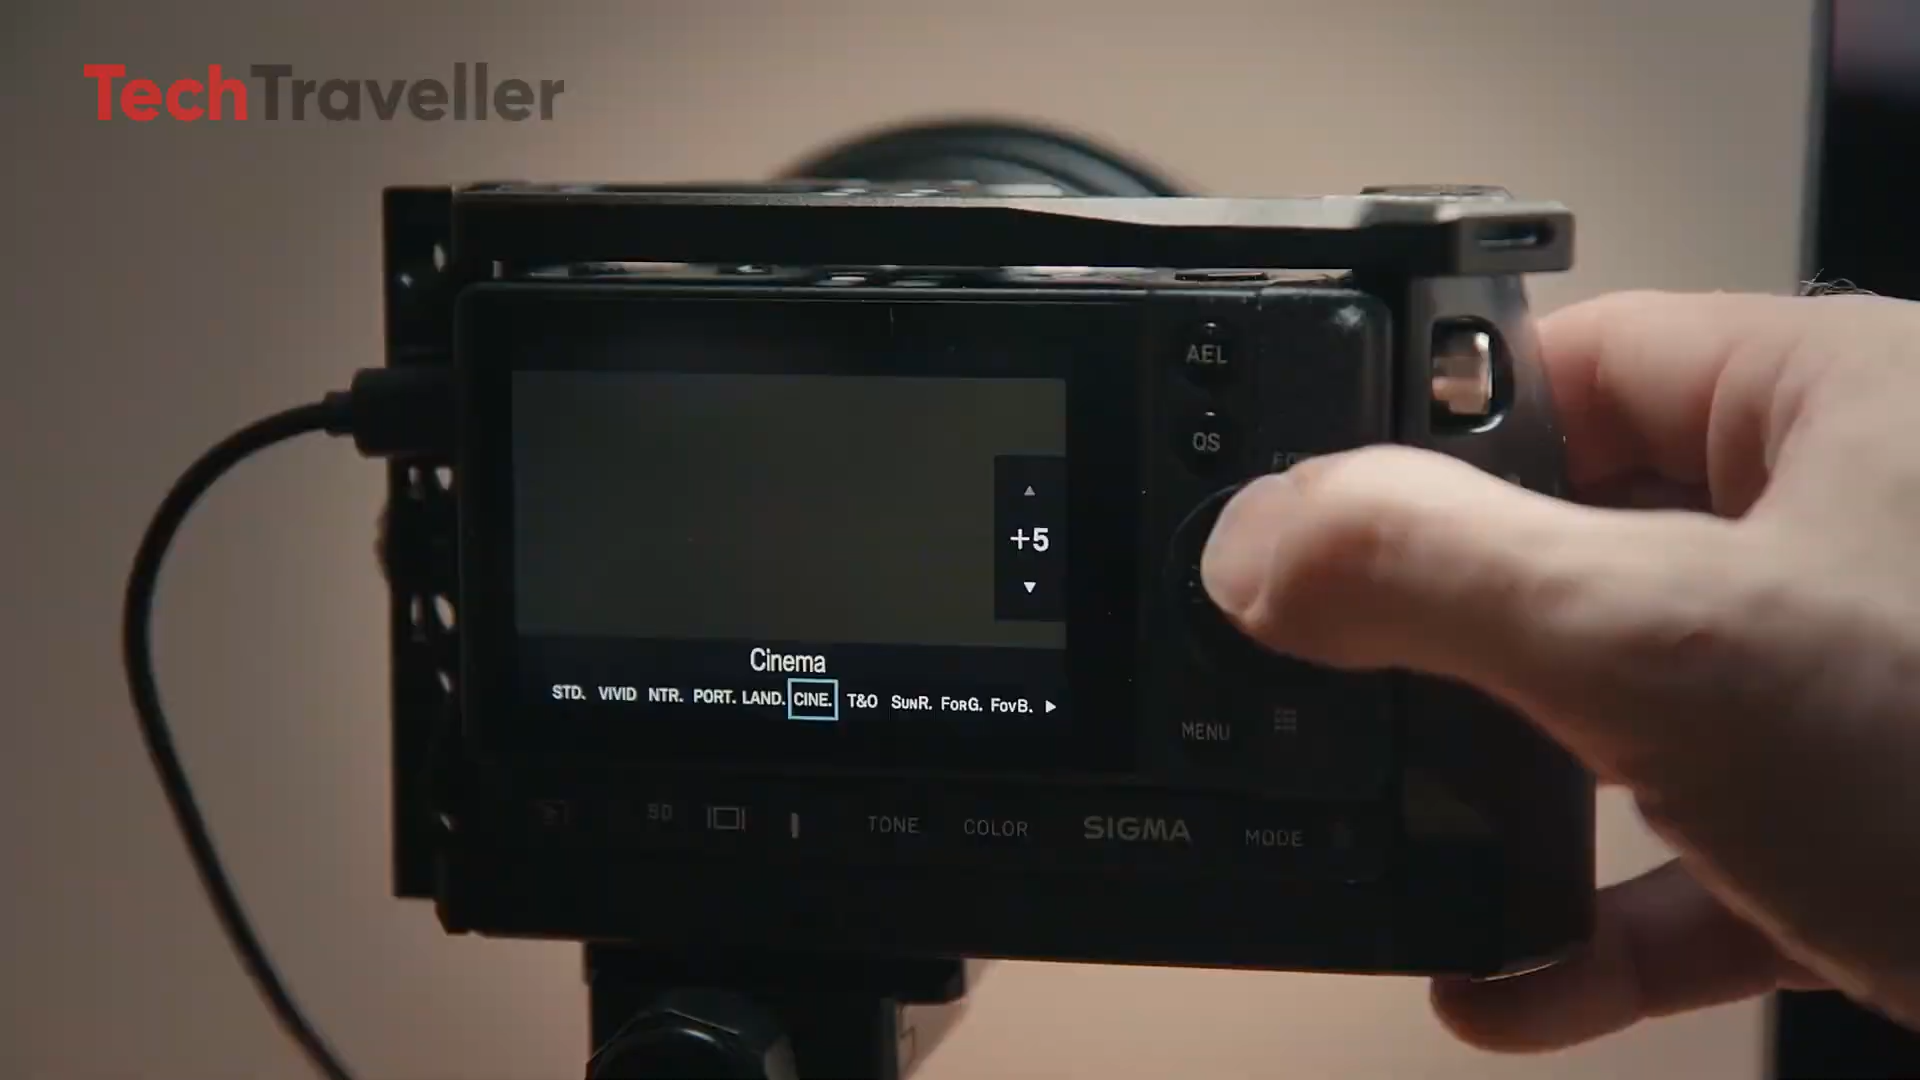 TechTraveller
AEL
QS
+5
Cinema
STD. VIVID NTR. PORT. LAND. CINE. T&O SUNR. FORG. FOVB.
MENU
TONE COLOR SIGMA MODE